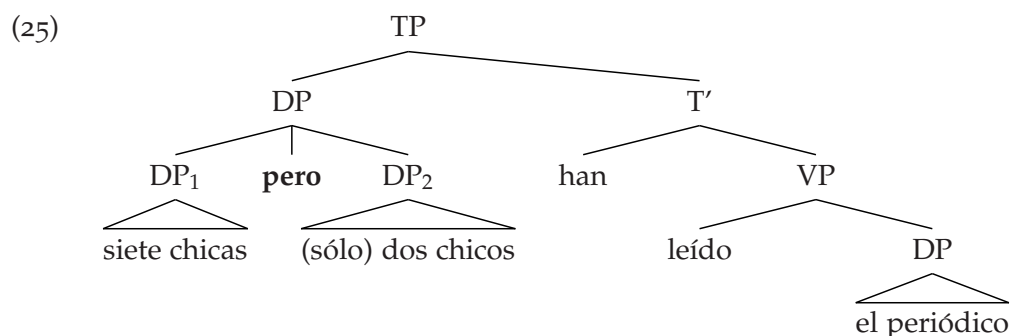 (25) TP
DP T′
DP₁ pero DP₂ han VP
siete chicas (sólo) dos chicos leído DP
el periódico